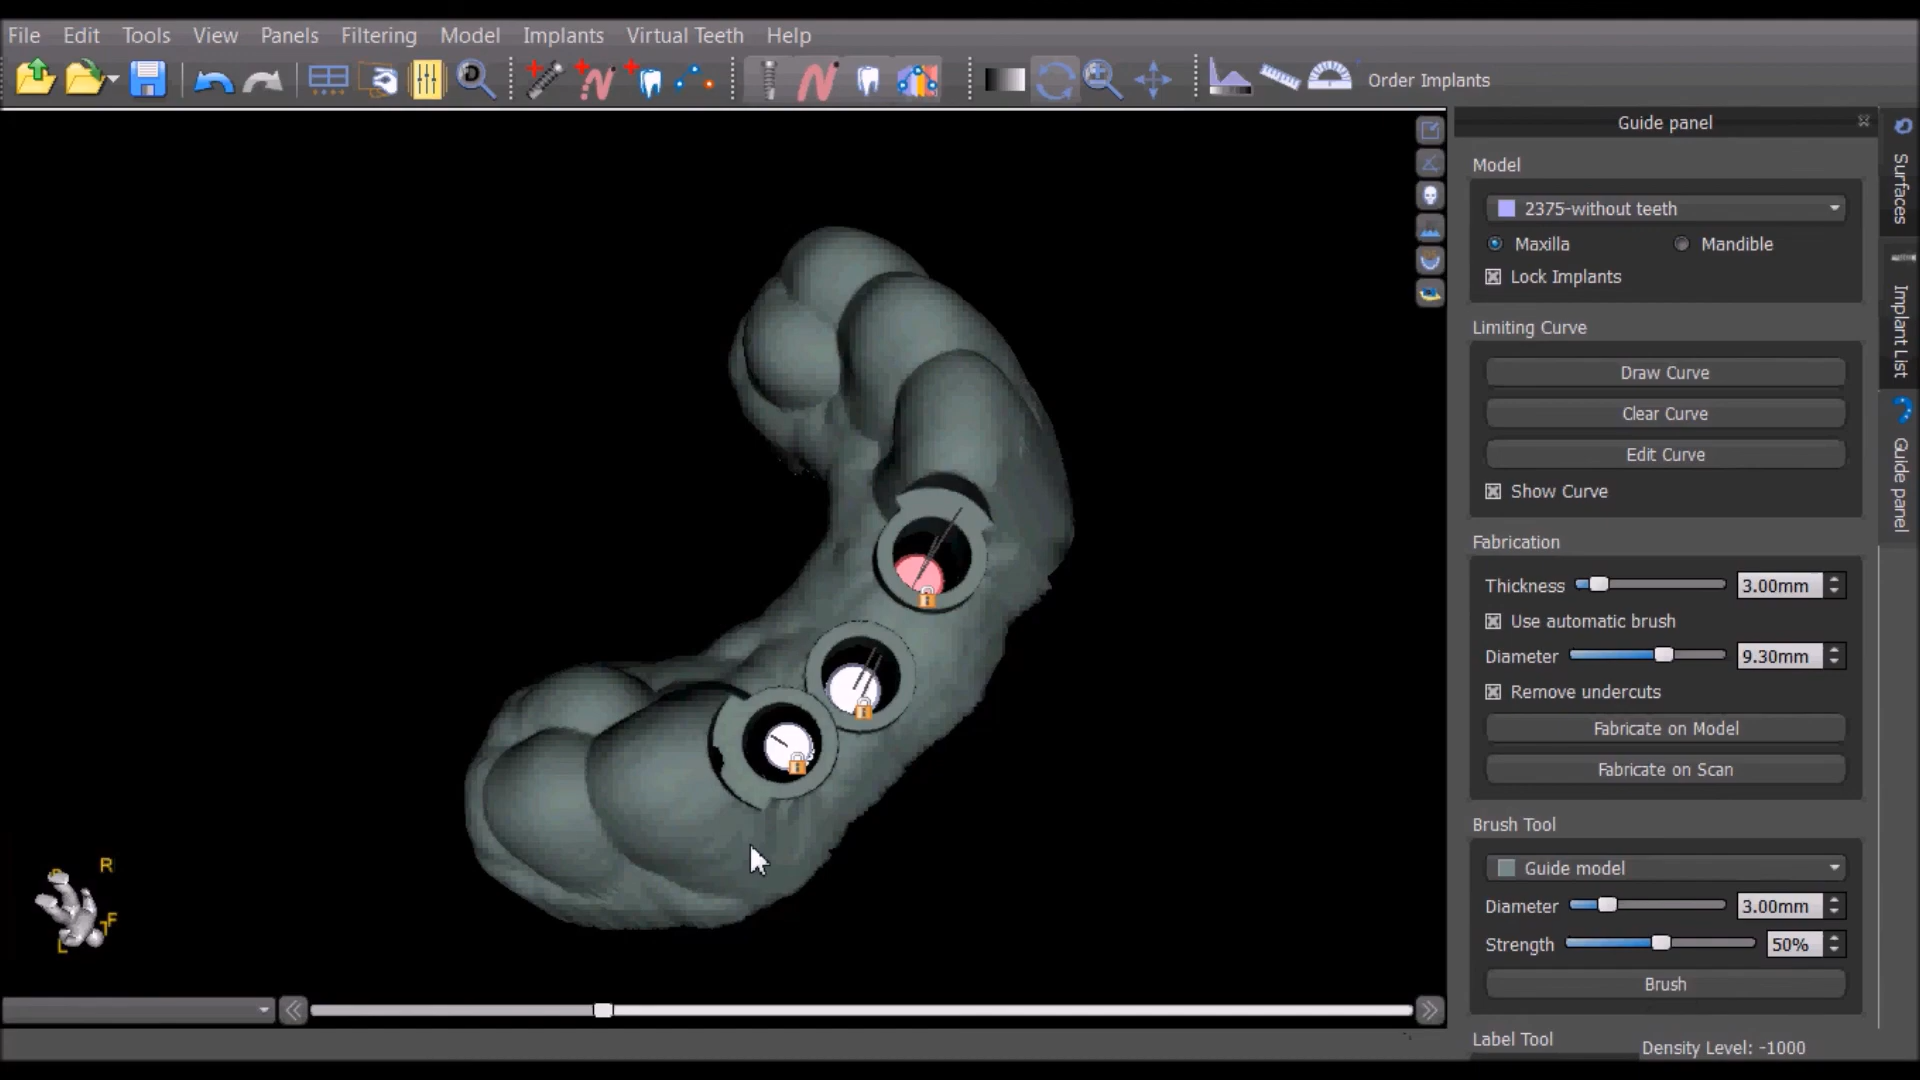 File Edit Tools View Panels Filtering Model Implants Virtual Teeth Help
Order Implants
Guide panel
Model
2375-without teeth
Maxilla Mandible
Lock Implants
Limiting Curve
Draw Curve
Clear Curve
Edit Curve
Show Curve
Fabrication
Thickness 3.00mm
Use automatic brush
Diameter 9.30mm
Remove undercuts
Fabricate on Model
Fabricate on Scan
Brush Tool
Guide model
Diameter 3.00mm
Strength 50%
Brush
Label Tool
Density Level: -1000
Surfaces
Implant List
Guide panel
R
F
L